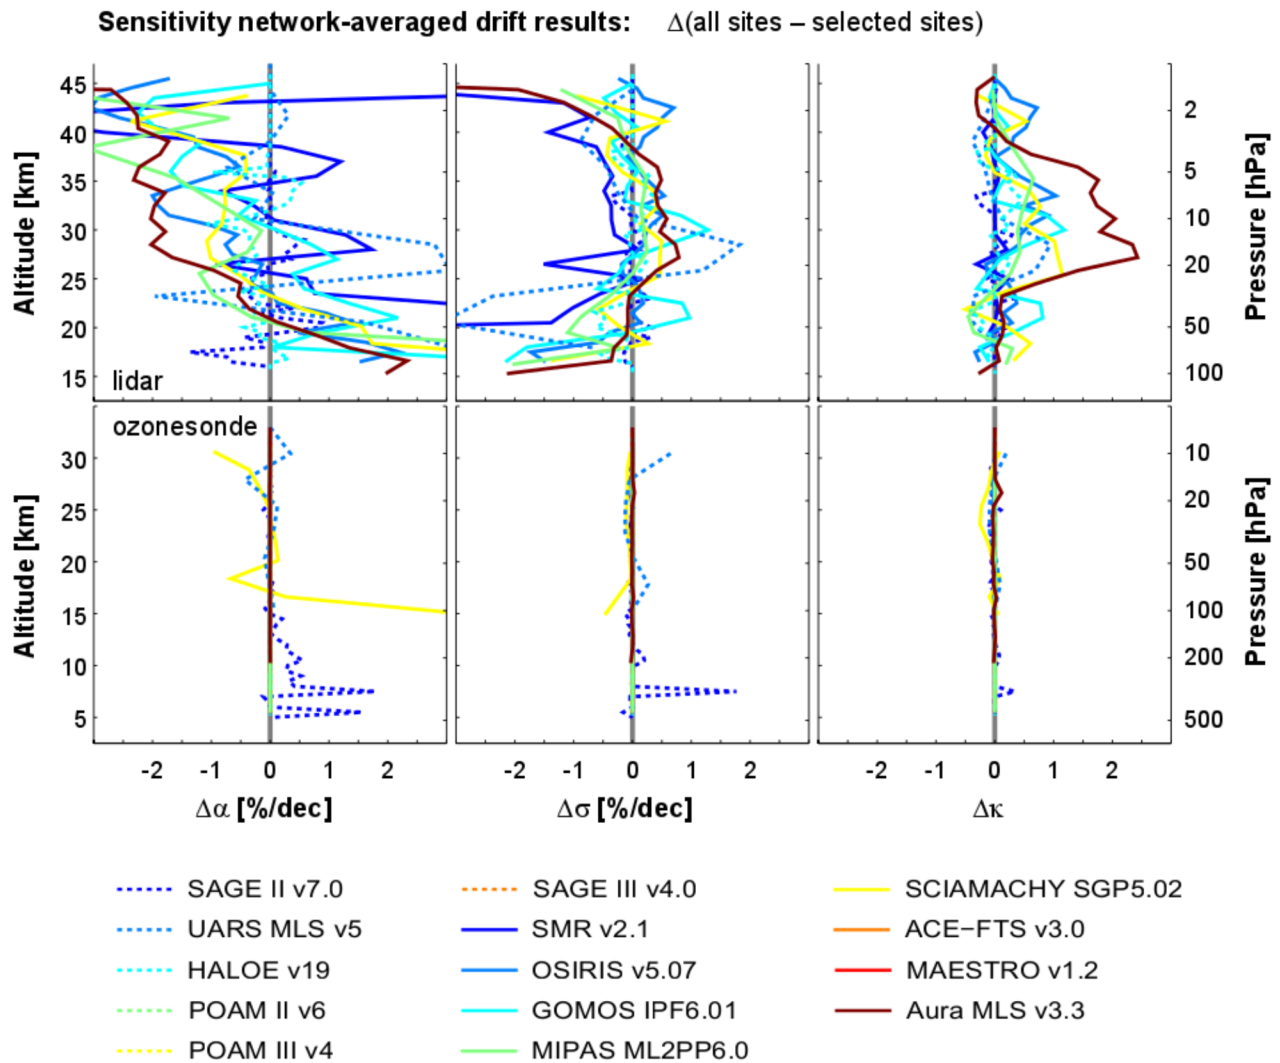 Sensitivity network-averaged drift results: Δ(all sites – selected sites)
45
40
35
30
25
20
15
Altitude [km]
lidar
2
5
10
20
50
100
Pressure [hPa]
ozonesonde
30
25
20
15
10
5
Altitude [km]
10
20
50
100
200
500
Pressure [hPa]
-2 -1 0 1 2 -2 -1 0 1 2 -2 -1 0 1 2
Δα [%/dec] Δσ [%/dec] Δκ
SAGE II v7.0 SAGE III v4.0 SCIAMACHY SGP5.02
UARS MLS v5 SMR v2.1 ACE−FTS v3.0
HALOE v19 OSIRIS v5.07 MAESTRO v1.2
POAM II v6 GOMOS IPF6.01 Aura MLS v3.3
POAM III v4 MIPAS ML2PP6.0